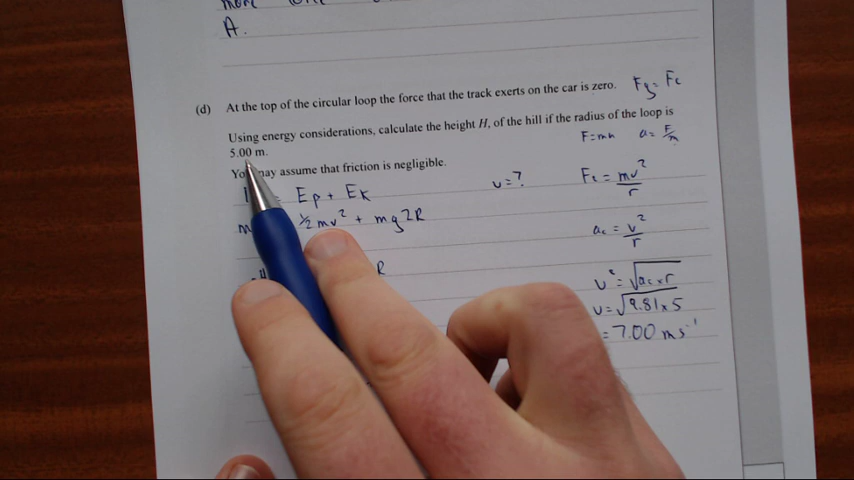 A.
(d) At the top of the circular loop the force that the track exerts on the car is zero. Fg = Fc
Using energy considerations, calculate the height H, of the hill if the radius of the loop is
5.00 m.
F=ma a= F/m
may assume that friction is negligible.
= Ep + Ek
v=? Fc = mv²/r
½mv² + mg2R
ac = v²/r
R
v² = √ac×r
v= √9.81×5
= 7.00 ms⁻¹